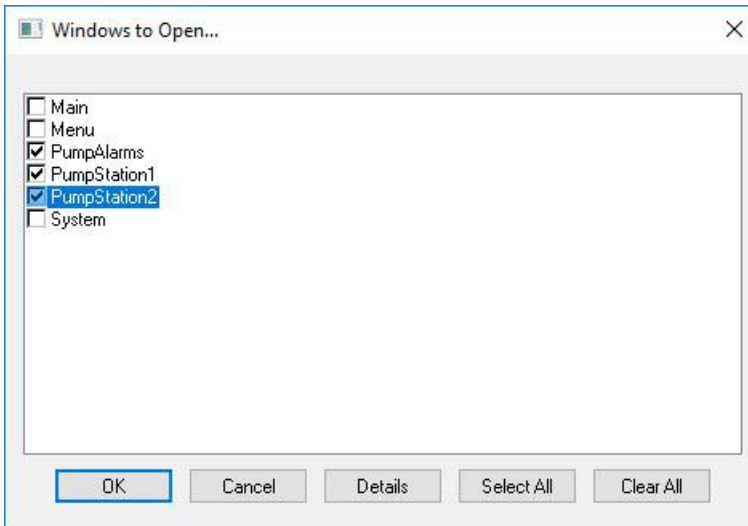 Windows to Open...
Main
Menu
PumpAlarms
PumpStation1
PumpStation2
System
OK Cancel Details Select All Clear All